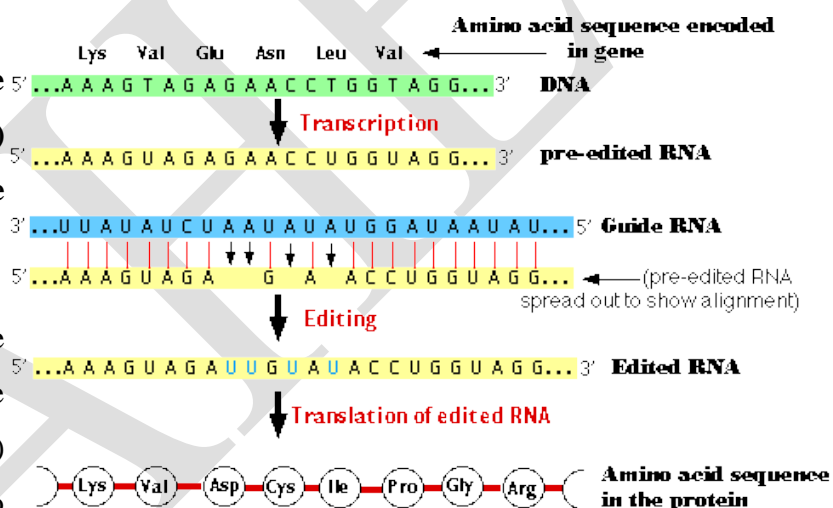 Amino acid sequence encoded
in gene
Lys Val Glu Asn Leu Val
5' ...A A A G T A G A G A A C C T G G T A G G... 3' DNA
Transcription
5' ...A A A G U A G A G A A C C U G G U A G G... 3' pre-edited RNA
3' ...U U A U A U C U A A U A U A U G G A U A A U A U... 5' Guide RNA
5' ...A A A G U A G A G A A C C U G G U A G G... (pre-edited RNA
spread out to show alignment)
Editing
5' ...A A A G U A G A U U G U A U A C C U G G U A G G... 3' Edited RNA
Translation of edited RNA
Lys Val Asp Cys Ile Pro Gly Arg
Amino acid sequence
in the protein